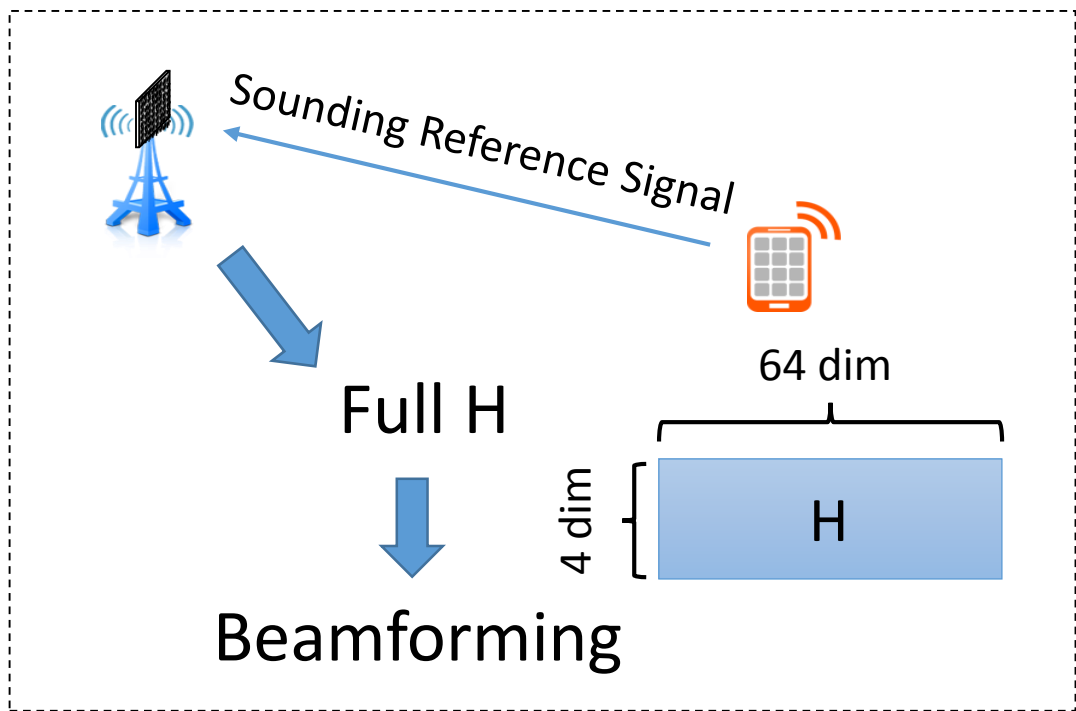 Sounding Reference Signal
64 dim
Full H
4 dim
H
Beamforming